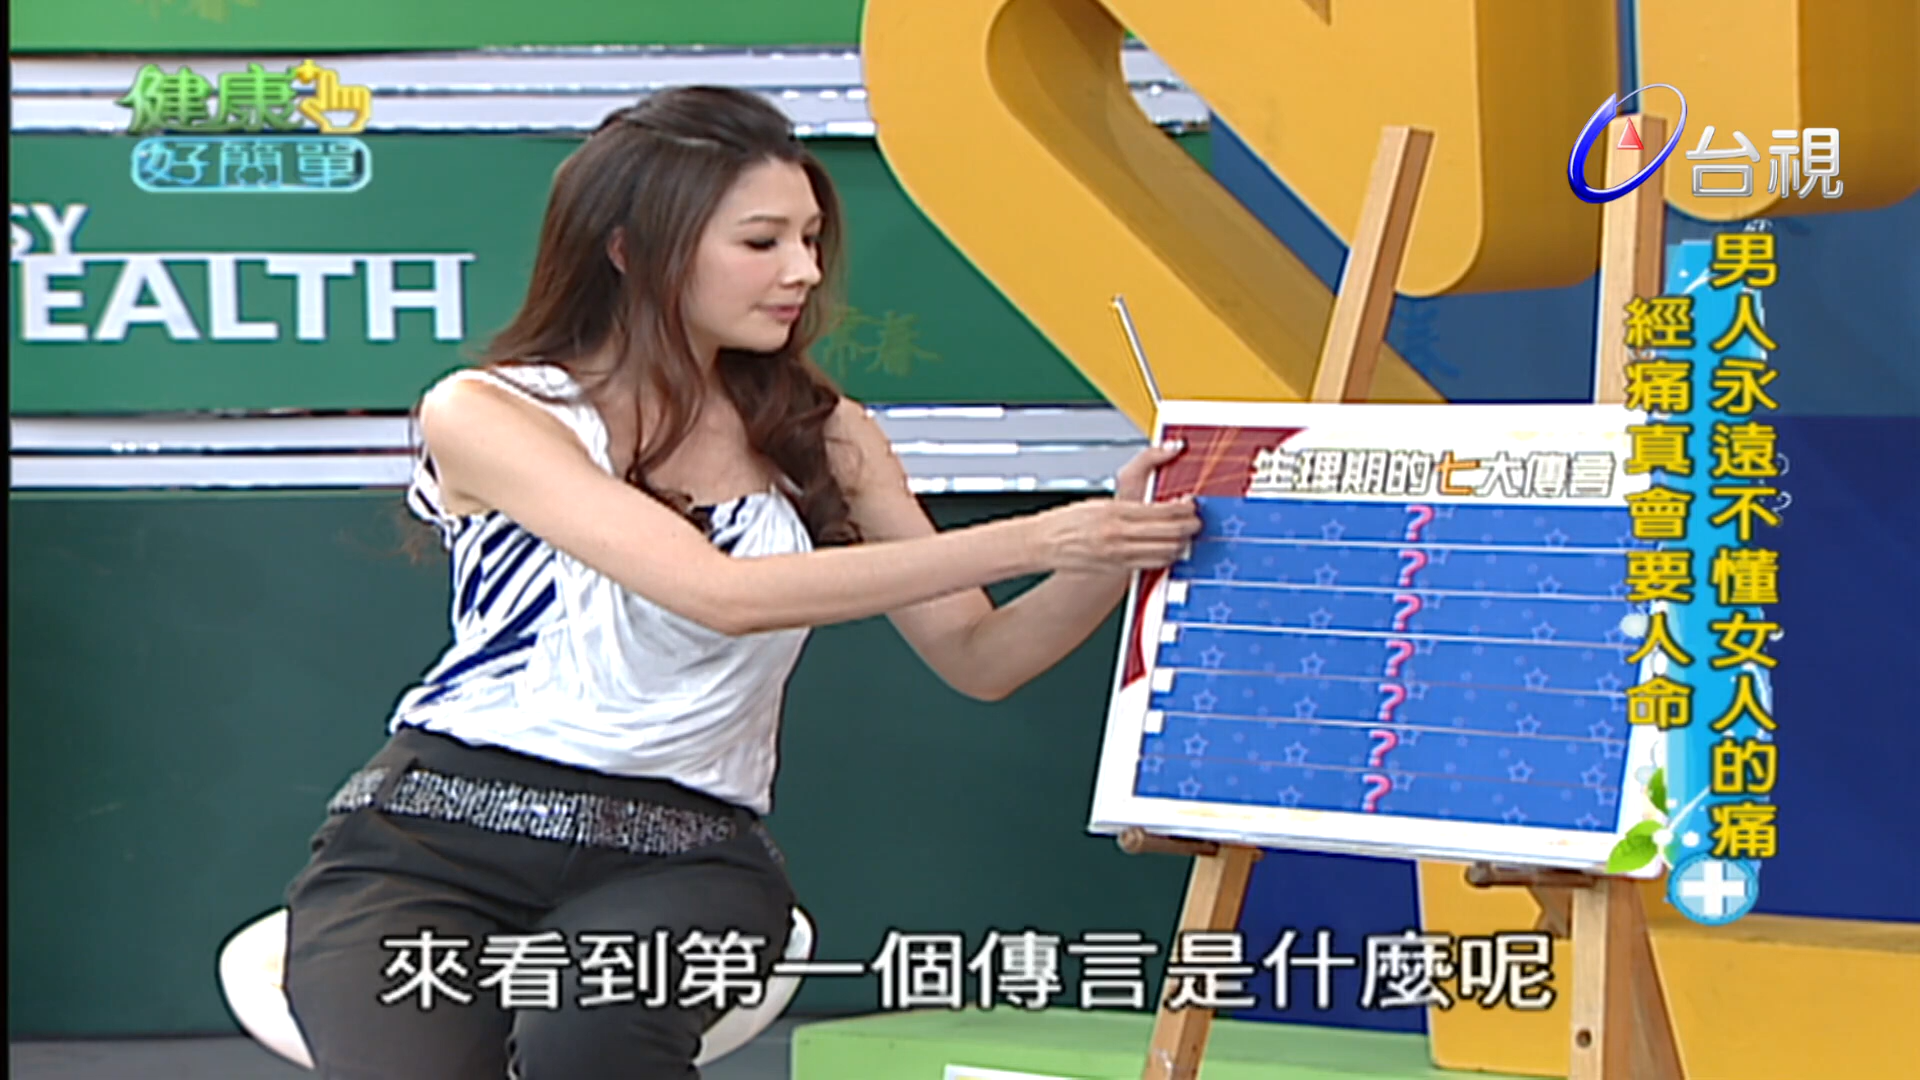 健康
好簡單
台視
SY
EALTH
男人永遠不懂女人的痛
經痛真會要人命
青春
生理期的七大傳言
?
?
?
?
?
?
?
來看到第一個傳言是什麼呢